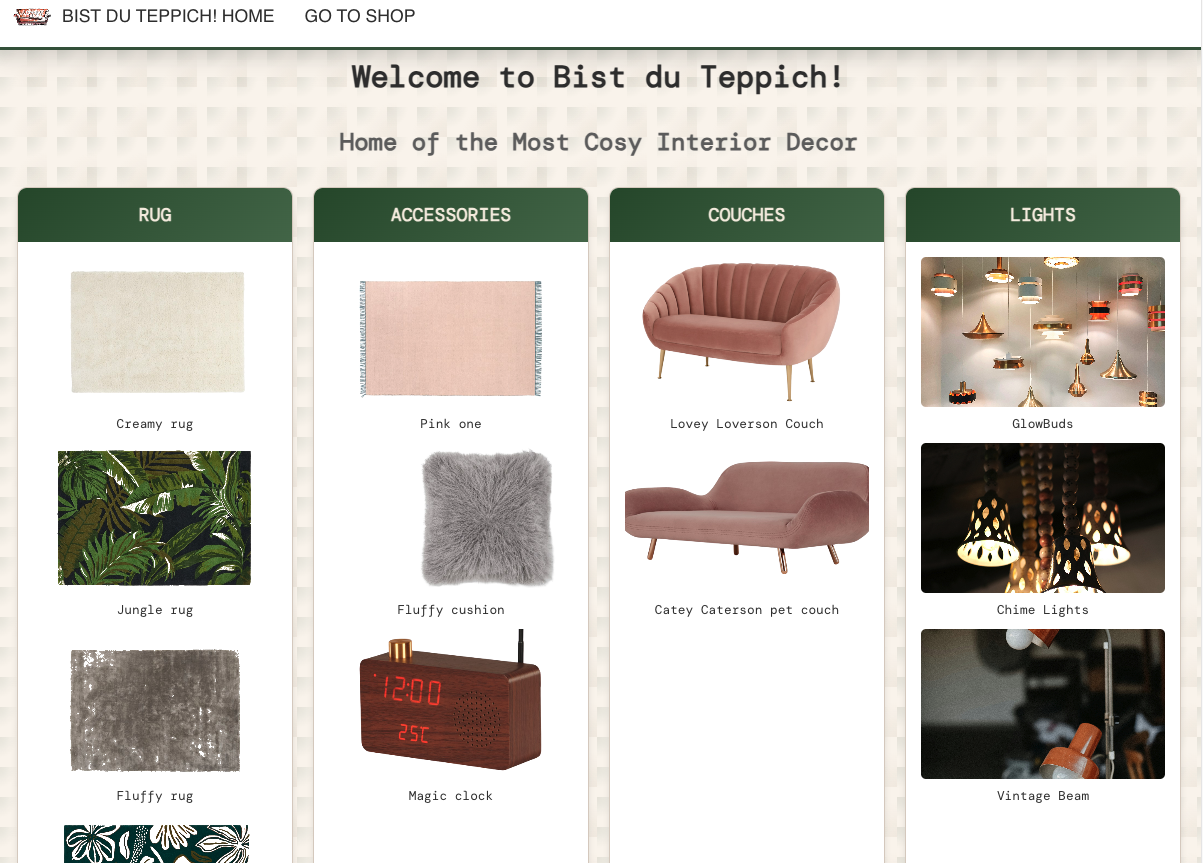 BIST DU TEPPICH! HOME GO TO SHOP
Welcome to Bist du Teppich!
Home of the Most Cosy Interior Decor
RUG
Creamy rug
Jungle rug
Fluffy rug
ACCESSORIES
Pink one
Fluffy cushion
12:00
25C
Magic clock
COUCHES
Lovey Loverson Couch
Catey Caterson pet couch
LIGHTS
GlowBuds
Chime Lights
Vintage Beam